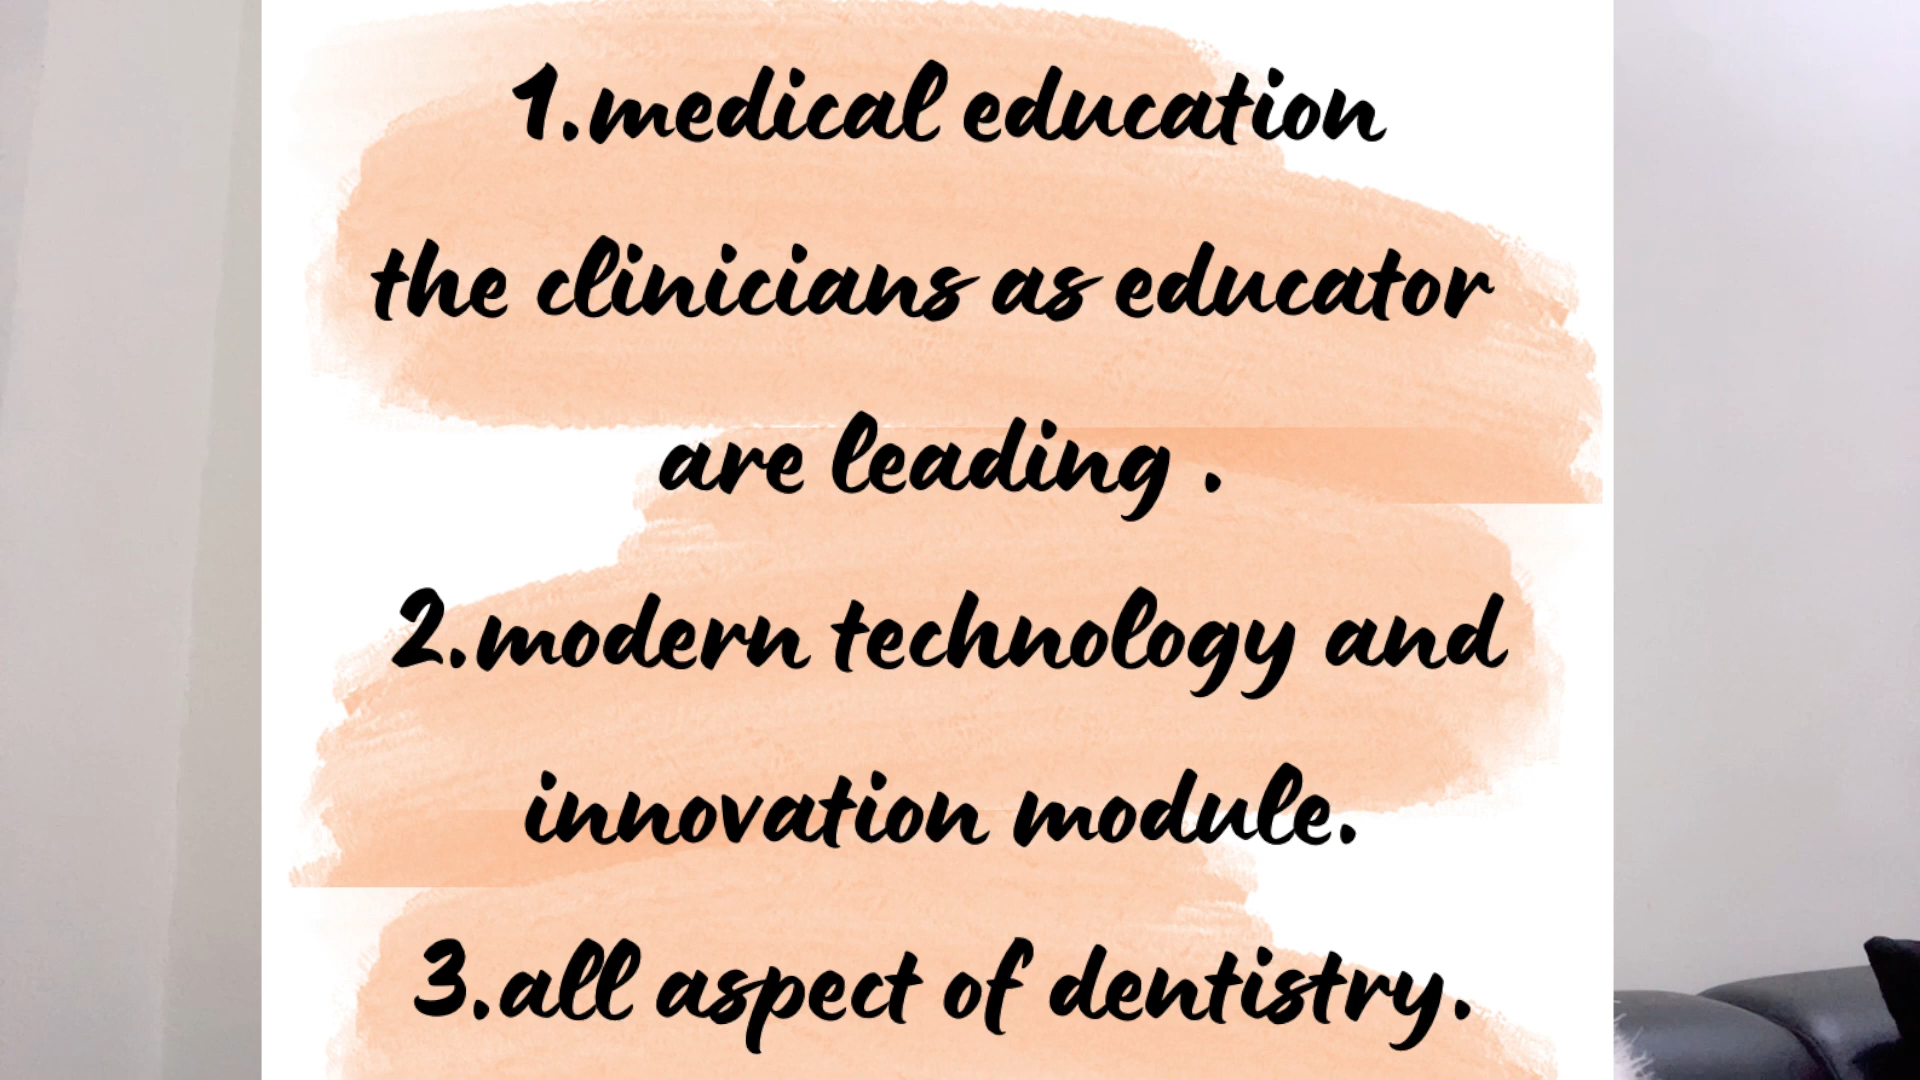 1.medical education
the clinicians as educator
are leading .
2.modern technology and
innovation module.
3.all aspect of dentistry.